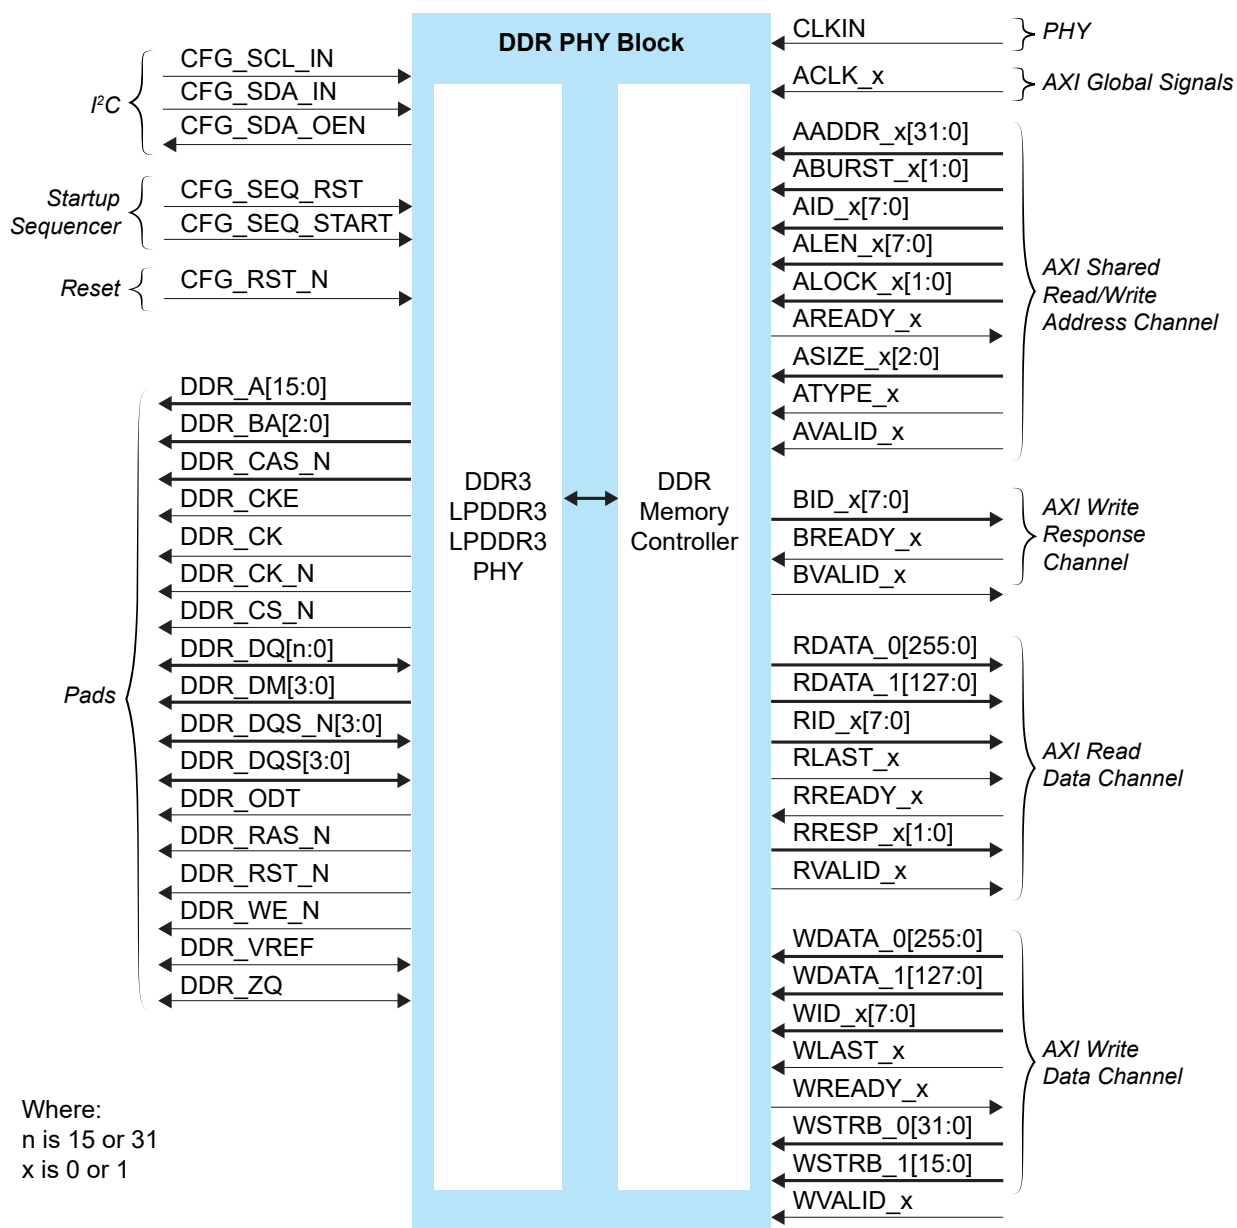 DDR PHY Block
I²C
CFG_SCL_IN
CFG_SDA_IN
CFG_SDA_OEN
Startup
Sequencer
CFG_SEQ_RST
CFG_SEQ_START
Reset
CFG_RST_N
Pads
DDR_A[15:0]
DDR_BA[2:0]
DDR_CAS_N
DDR_CKE
DDR_CK
DDR_CK_N
DDR_CS_N
DDR_DQ[n:0]
DDR_DM[3:0]
DDR_DQS_N[3:0]
DDR_DQS[3:0]
DDR_ODT
DDR_RAS_N
DDR_RST_N
DDR_WE_N
DDR_VREF
DDR_ZQ
DDR3
LPDDR3
LPDDR3
PHY
DDR
Memory
Controller
CLKIN
PHY
ACLK_x
AXI Global Signals
AADDR_x[31:0]
ABURST_x[1:0]
AID_x[7:0]
ALEN_x[7:0]
ALOCK_x[1:0]
AREADY_x
ASIZE_x[2:0]
ATYPE_x
AVALID_x
AXI Shared
Read/Write
Address Channel
BID_x[7:0]
BREADY_x
BVALID_x
AXI Write
Response
Channel
RDATA_0[255:0]
RDATA_1[127:0]
RID_x[7:0]
RLAST_x
RREADY_x
RRESP_x[1:0]
RVALID_x
AXI Read
Data Channel
WDATA_0[255:0]
WDATA_1[127:0]
WID_x[7:0]
WLAST_x
WREADY_x
WSTRB_0[31:0]
WSTRB_1[15:0]
WVALID_x
AXI Write
Data Channel
Where:
n is 15 or 31
x is 0 or 1